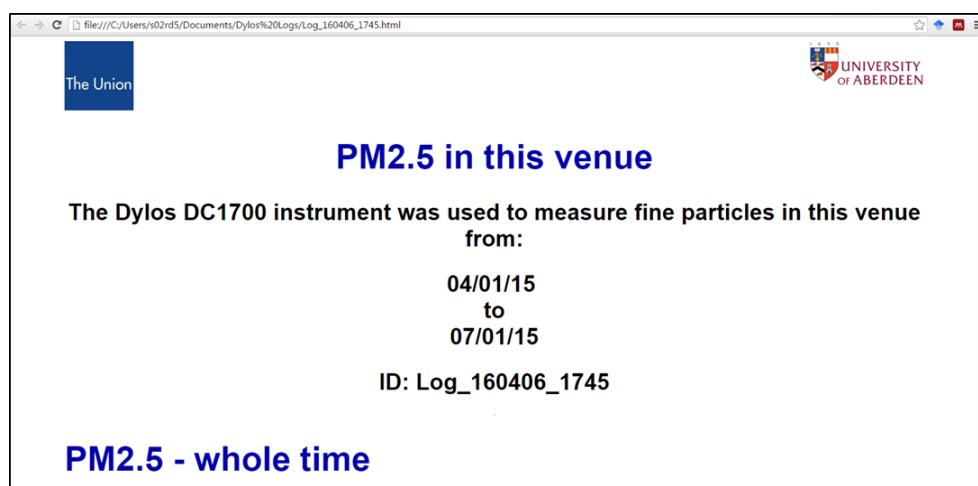 file:///C:/Users/s02rd5/Documents/Dylos%20Logs/Log_160406_1745.html
The Union
UNIVERSITY
OF ABERDEEN
PM2.5 in this venue
The Dylos DC1700 instrument was used to measure fine particles in this venue
from:
04/01/15
to
07/01/15
ID: Log_160406_1745
PM2.5 - whole time